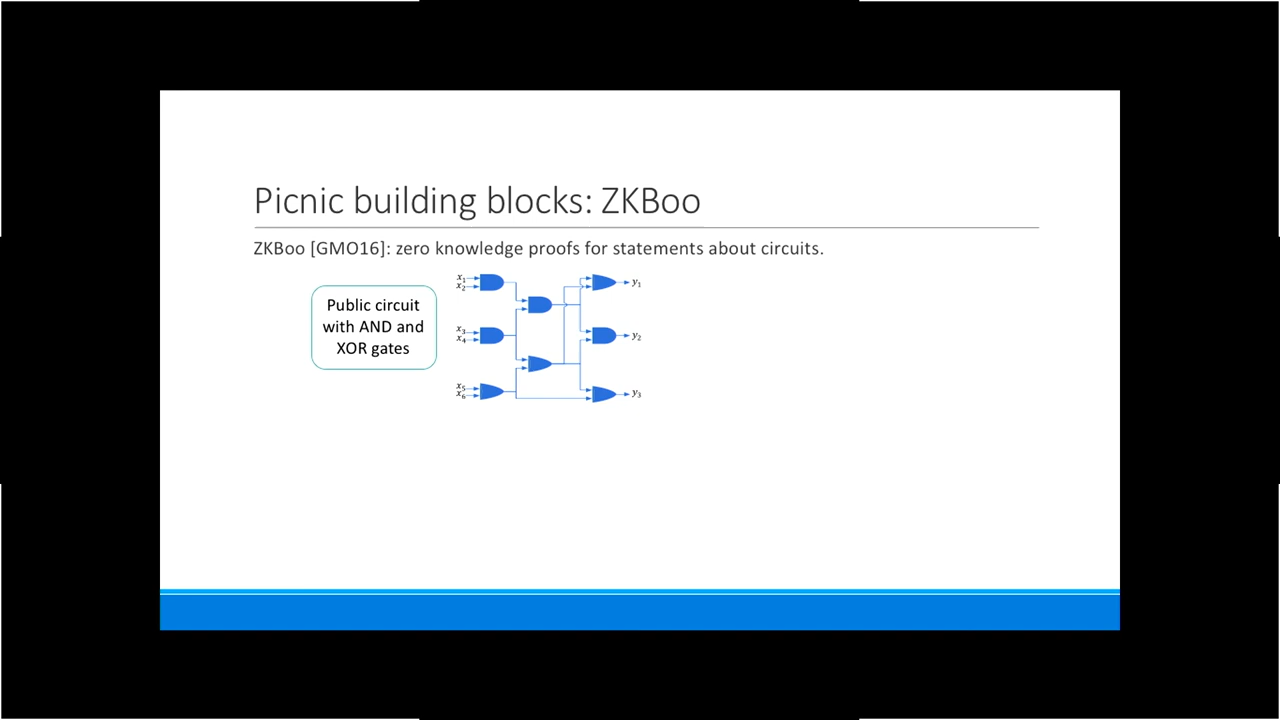 Picnic building blocks: ZKBoo
ZKBoo [GMO16]: zero knowledge proofs for statements about circuits.
Public circuit
with AND and
XOR gates
x₁
x₂
x₃
x₄
x₅
x₆
y₁
y₂
y₃